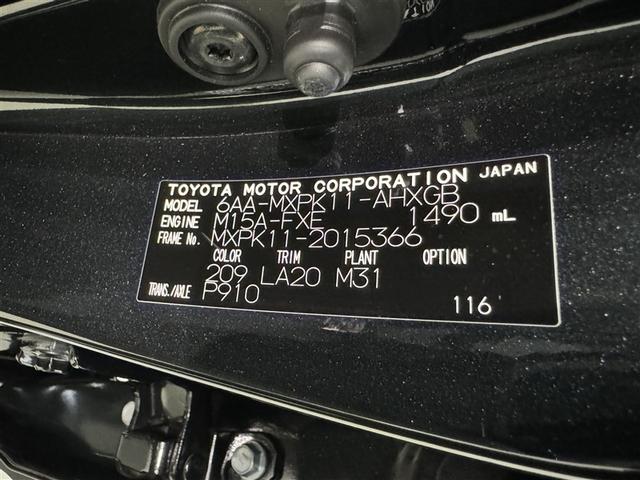 TOYOTA MOTOR CORPORATION JAPAN
MODEL 6AA-MXPK11-AHXGB
ENGINE M15A-FXE 1490 mL
FRAME No. MXPK11-2015366
COLOR TRIM PLANT OPTION
209 LA20 M31
TRANS./AXLE P910
116